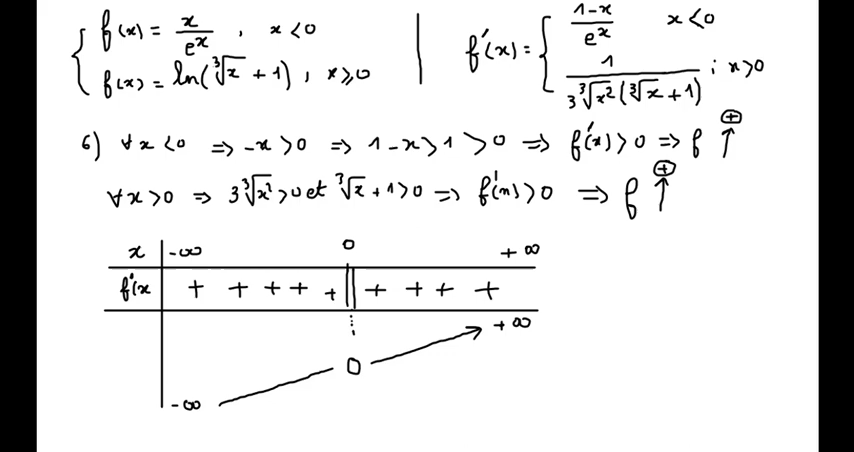 { f(x) = x/e^x , x < 0 | f'(x) = { (1-x)/e^x x < 0
f(x) = ln(∛x + 1) ; x ⩾ 0 | 1/(3∛x²(∛x + 1)) ; x > 0
6) ∀x < 0 ⇒ -x > 0 ⇒ 1-x > 1 > 0 ⇒ f'(x) > 0 ⇒ f ↑ ⊕
∀x > 0 ⇒ 3∛x² > 0 et ∛x + 1 > 0 ⇒ f'(x) > 0 ⇒ f ↑ ⊕
x | -∞ 0 +∞
f'(x | + + + + + || + + + +
+∞
0
-∞